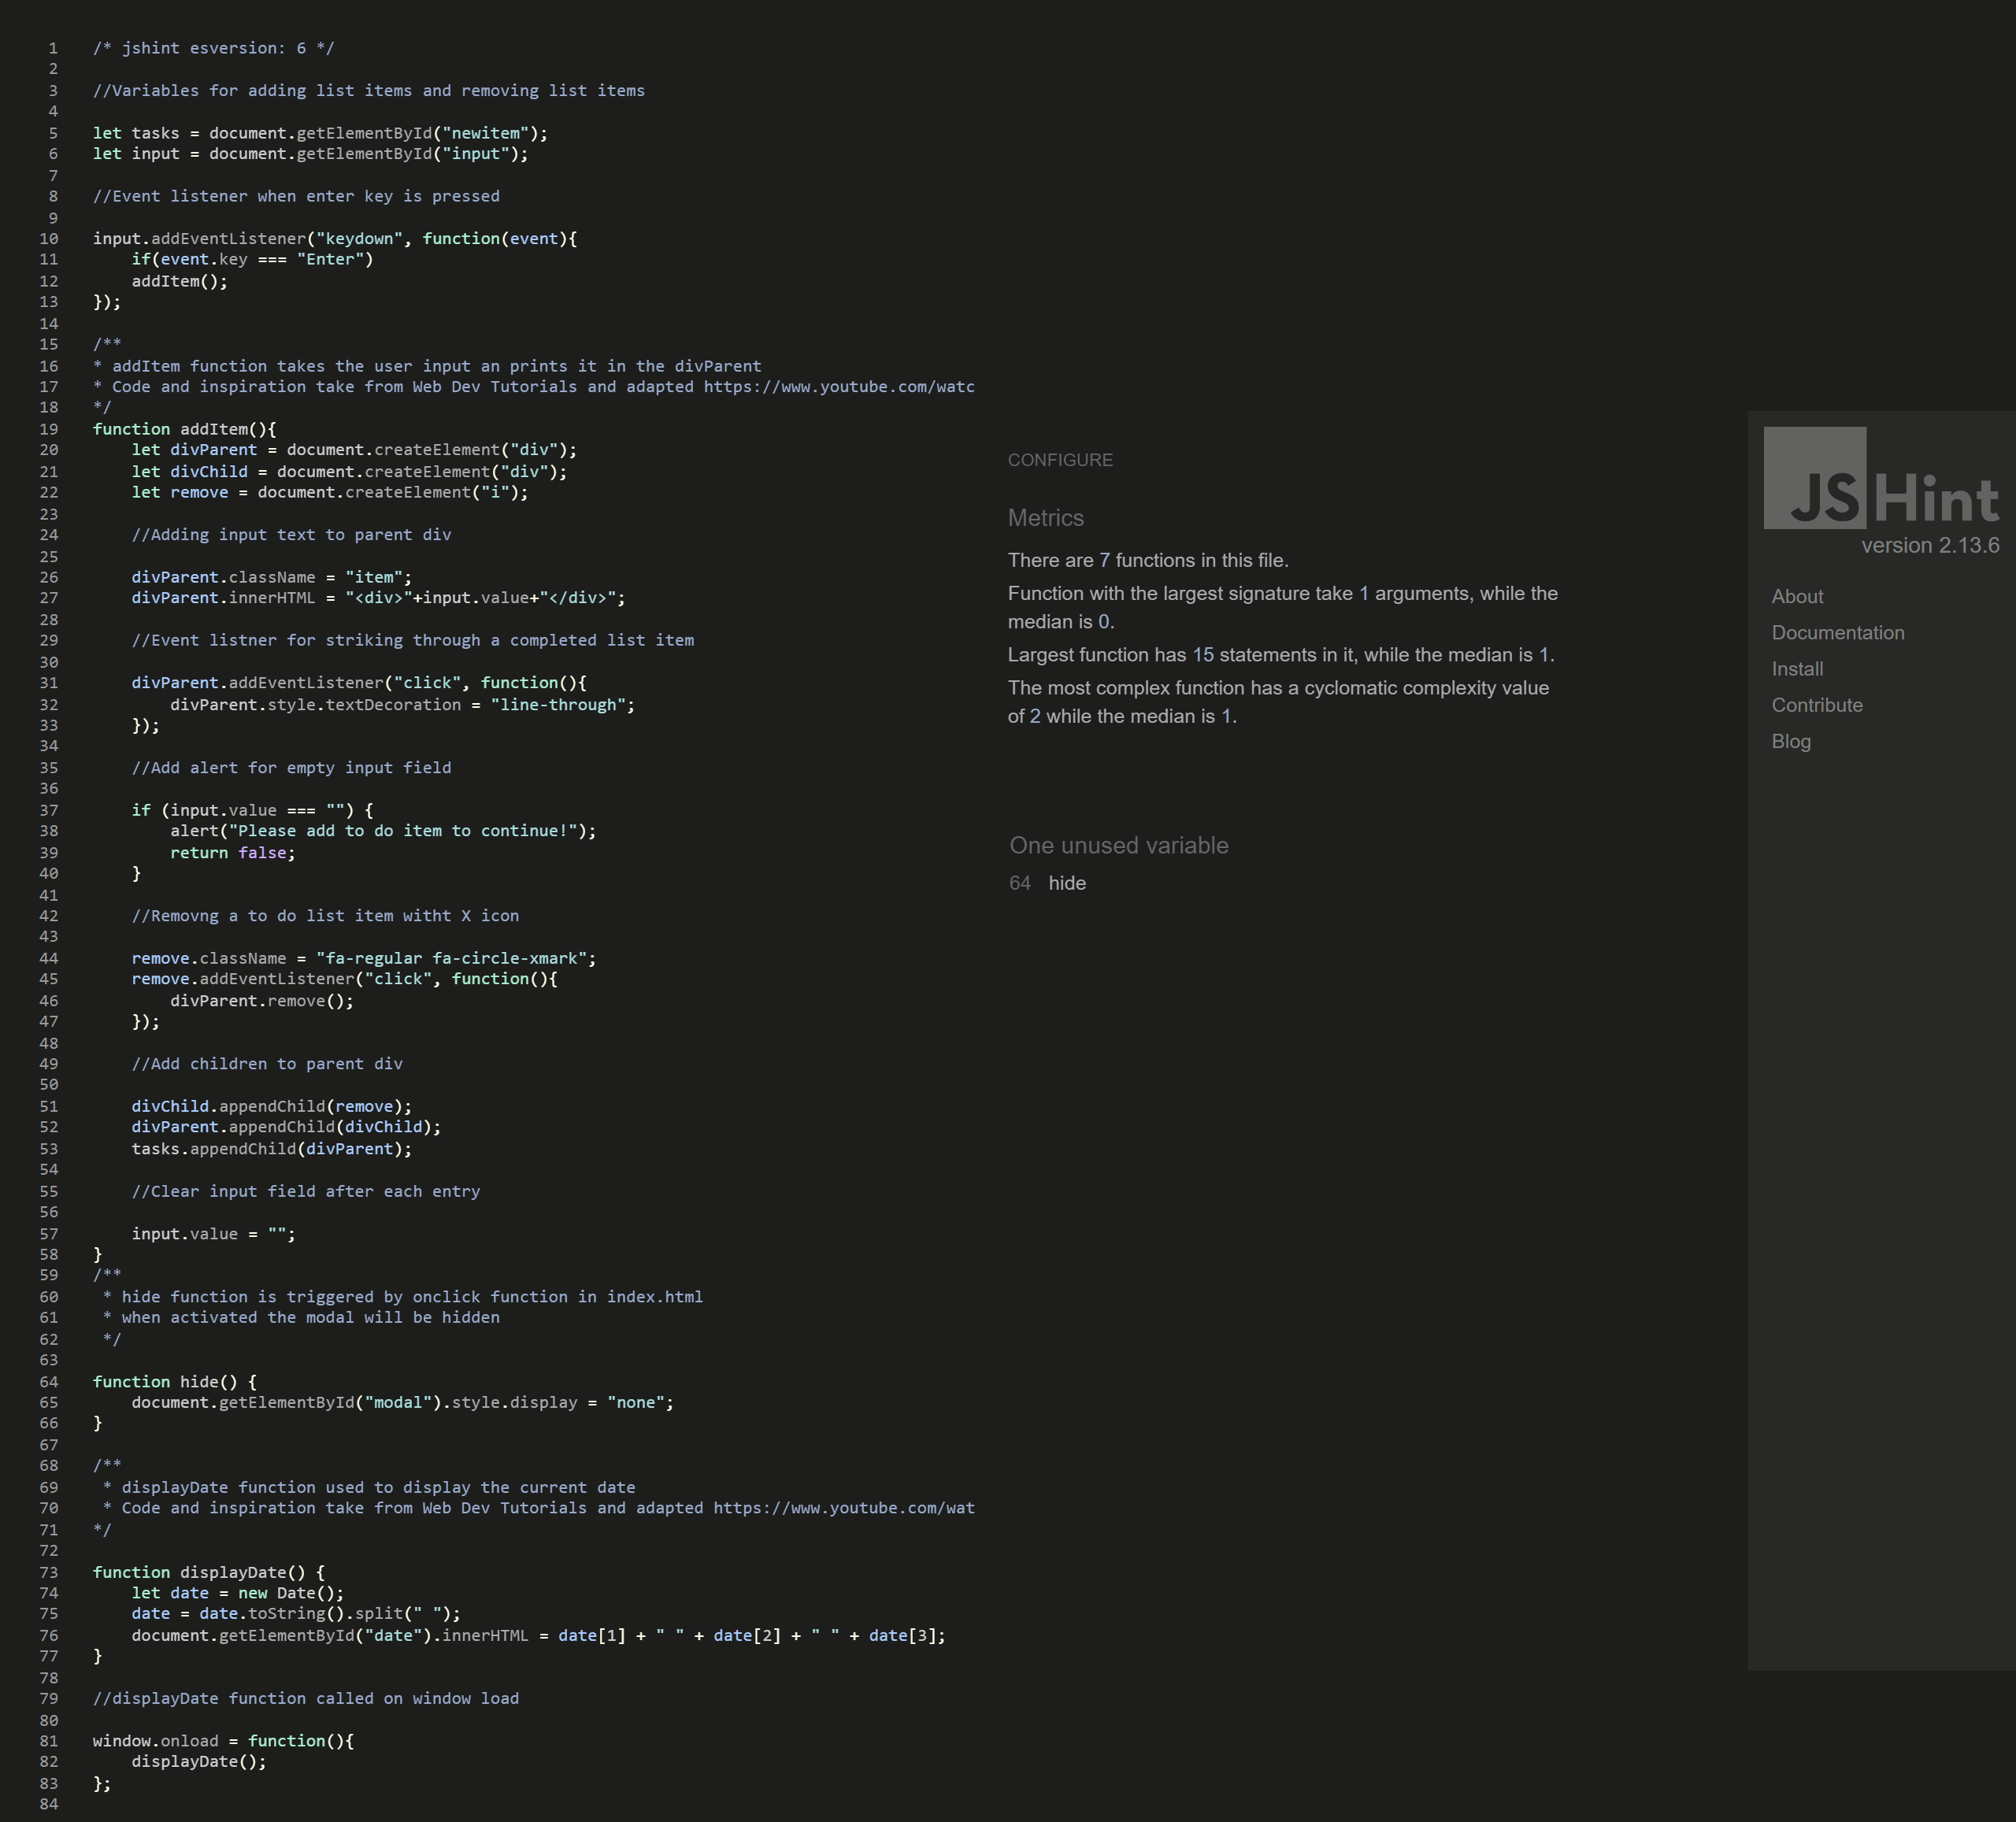 1 /* jshint esversion: 6 */
2
3 //Variables for adding list items and removing list items
4
5 let tasks = document.getElementById("newitem");
6 let input = document.getElementById("input");
7
8 //Event listener when enter key is pressed
9
10 input.addEventListener("keydown", function(event){
11     if(event.key === "Enter")
12     addItem();
13 });
14
15 /**
16 * addItem function takes the user input an prints it in the divParent
17 * Code and inspiration take from Web Dev Tutorials and adapted https://www.youtube.com/watc
18 */
19 function addItem(){
20     let divParent = document.createElement("div");
21     let divChild = document.createElement("div");
22     let remove = document.createElement("i");
23
24     //Adding input text to parent div
25
26     divParent.className = "item";
27     divParent.innerHTML = "<div>"+input.value+"</div>";
28
29     //Event listner for striking through a completed list item
30
31     divParent.addEventListener("click", function(){
32         divParent.style.textDecoration = "line-through";
33     });
34
35     //Add alert for empty input field
36
37     if (input.value === "") {
38         alert("Please add to do item to continue!");
39         return false;
40     }
41
42     //Removng a to do list item witht X icon
43
44     remove.className = "fa-regular fa-circle-xmark";
45     remove.addEventListener("click", function(){
46         divParent.remove();
47     });
48
49     //Add children to parent div
50
51     divChild.appendChild(remove);
52     divParent.appendChild(divChild);
53     tasks.appendChild(divParent);
54
55     //Clear input field after each entry
56
57     input.value = "";
58 }
59 /**
60  * hide function is triggered by onclick function in index.html
61  * when activated the modal will be hidden
62  */
63
64 function hide() {
65     document.getElementById("modal").style.display = "none";
66 }
67
68 /**
69  * displayDate function used to display the current date
70  * Code and inspiration take from Web Dev Tutorials and adapted https://www.youtube.com/wat
71 */
72
73 function displayDate() {
74     let date = new Date();
75     date = date.toString().split(" ");
76     document.getElementById("date").innerHTML = date[1] + " " + date[2] + " " + date[3];
77 }
78
79 //displayDate function called on window load
80
81 window.onload = function(){
82     displayDate();
83 };
84
CONFIGURE
Metrics
There are 7 functions in this file.
Function with the largest signature take 1 arguments, while the
median is 0.
Largest function has 15 statements in it, while the median is 1.
The most complex function has a cyclomatic complexity value
of 2 while the median is 1.
One unused variable
64 hide
JSHint
version 2.13.6
About
Documentation
Install
Contribute
Blog